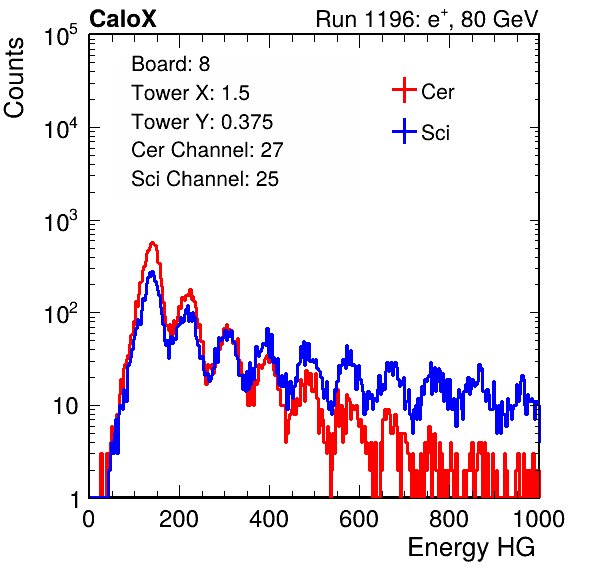 CaloX Run 1196: e⁺, 80 GeV
Counts
10⁵
10⁴
10³
10²
10
1
Board: 8
Tower X: 1.5
Tower Y: 0.375
Cer Channel: 27
Sci Channel: 25
Cer
Sci
0 200 400 600 800 1000
Energy HG